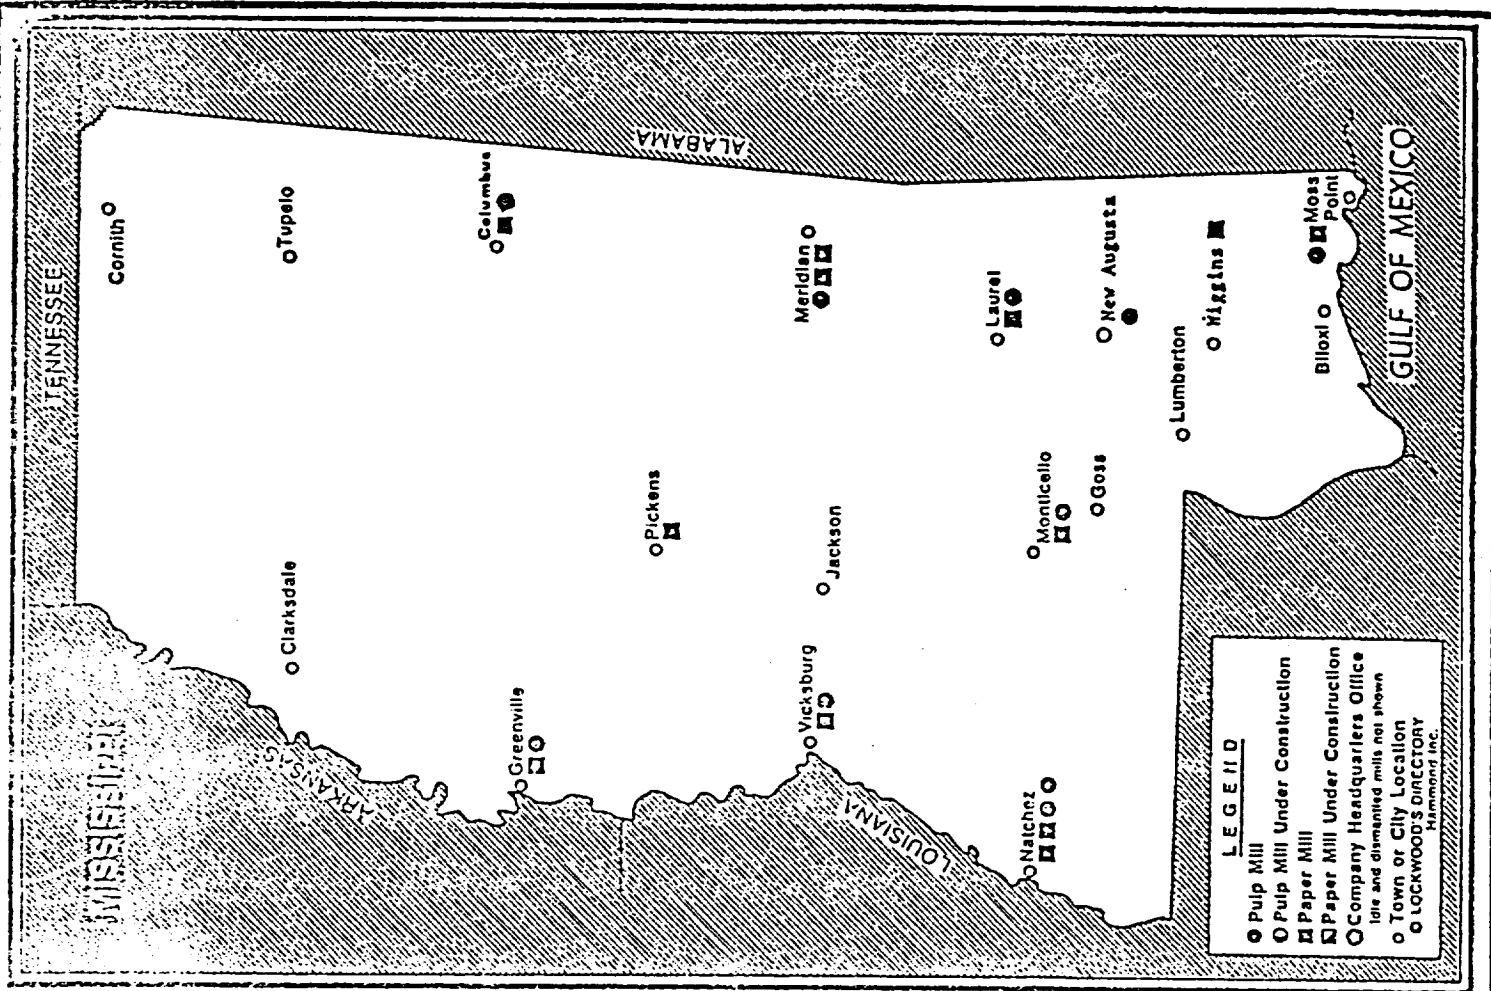 MISSISSIPPI
TENNESSEE
ARKANSAS
LOUISIANA
ALABAMA
GULF OF MEXICO
Cornith
Tupelo
Clarksdale
Columbus
Greenville
Pickens
Meridian
Jackson
Vicksburg
Laurel
Monticello
Natchez
New Augusta
Goss
Lumberton
Wiggins
Moss
Point
Biloxi
LEGEND
Pulp Mill
Pulp Mill Under Construction
Paper Mill
Paper Mill Under Construction
Company Headquarters Office
Idle and dismantled mills not shown
Town or City Location
© LOCKWOOD'S DIRECTORY
Hammond Inc.